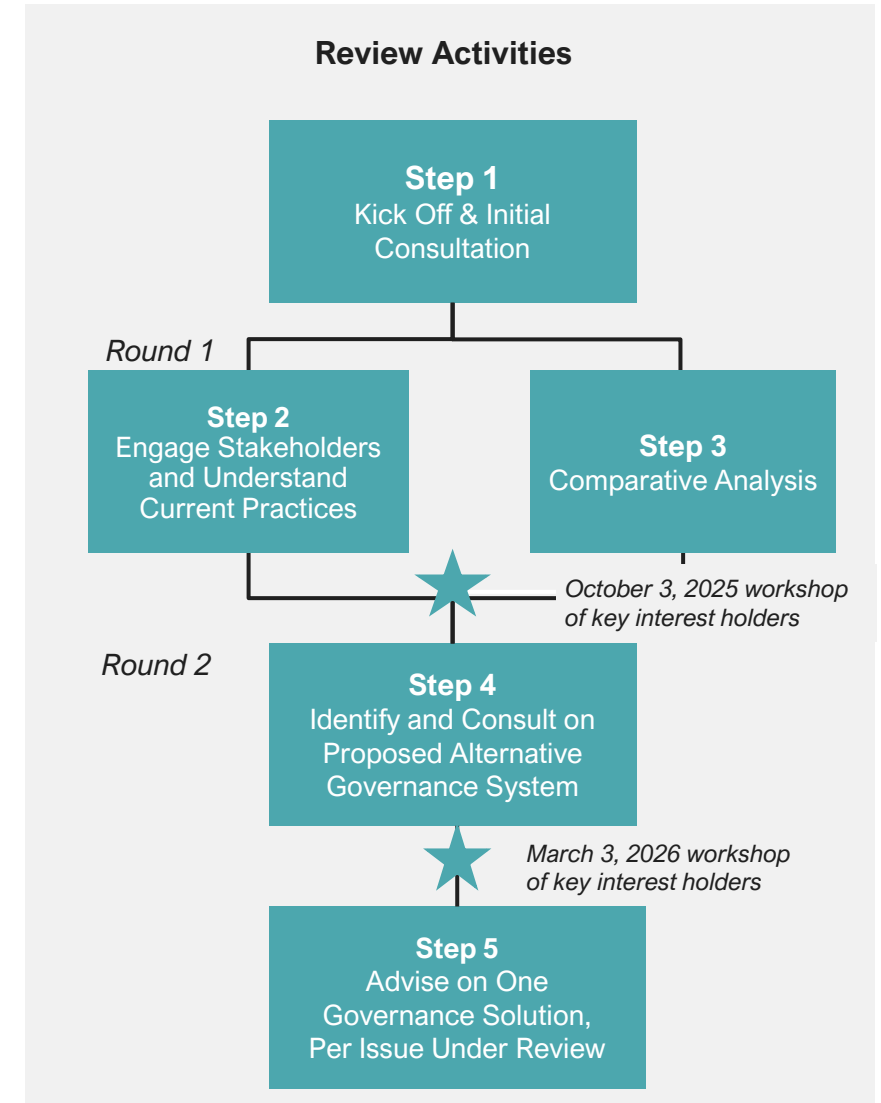 Review Activities
Step 1
Kick Off & Initial
Consultation
Round 1
Step 2
Engage Stakeholders
and Understand
Current Practices
Step 3
Comparative Analysis
October 3, 2025 workshop
of key interest holders
Round 2
Step 4
Identify and Consult on
Proposed Alternative
Governance System
March 3, 2026 workshop
of key interest holders
Step 5
Advise on One
Governance Solution,
Per Issue Under Review